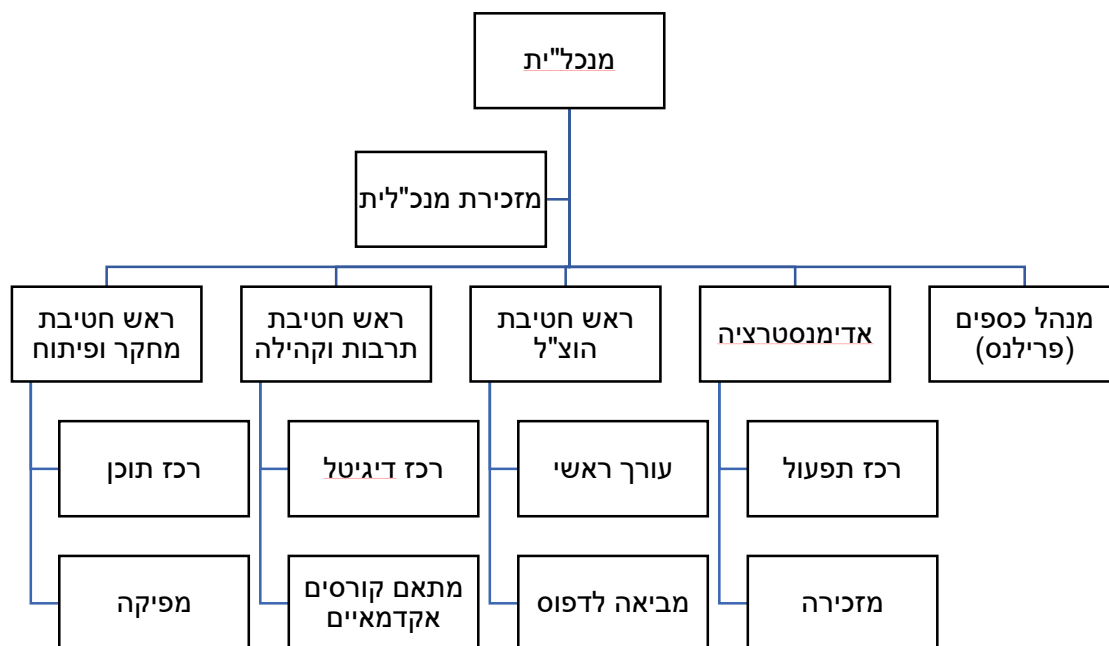 מנכל"ית
מזכירת מנכ"לית
מנהל כספים
(פרילנס)
אדימנסטרציה
ראש חטיבת
הוצ"ל
ראש חטיבת
תרבות וקהילה
ראש חטיבת
מחקר ופיתוח
רכז תפעול
עורך ראשי
רכז דיגיטל
רכז תוכן
מזכירה
מביאה לדפוס
מתאם קורסים
אקדמאיים
מפיקה